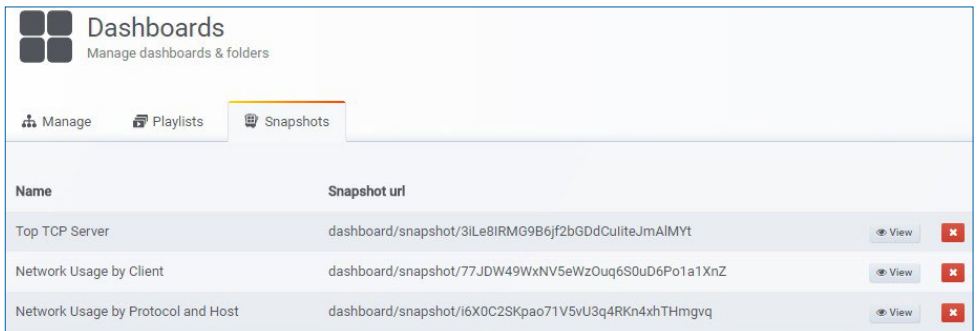 Dashboards
Manage dashboards & folders
Manage Playlists Snapshots
Name Snapshot url
Top TCP Server dashboard/snapshot/3iLe8IRMG9B6jf2bGDdCuIiteJmAlMYt View
Network Usage by Client dashboard/snapshot/77JDW49WxNV5eWzOuq6S0uD6Po1a1XnZ View
Network Usage by Protocol and Host dashboard/snapshot/i6X0C2SKpao71V5vU3q4RKn4xhTHmgvq View